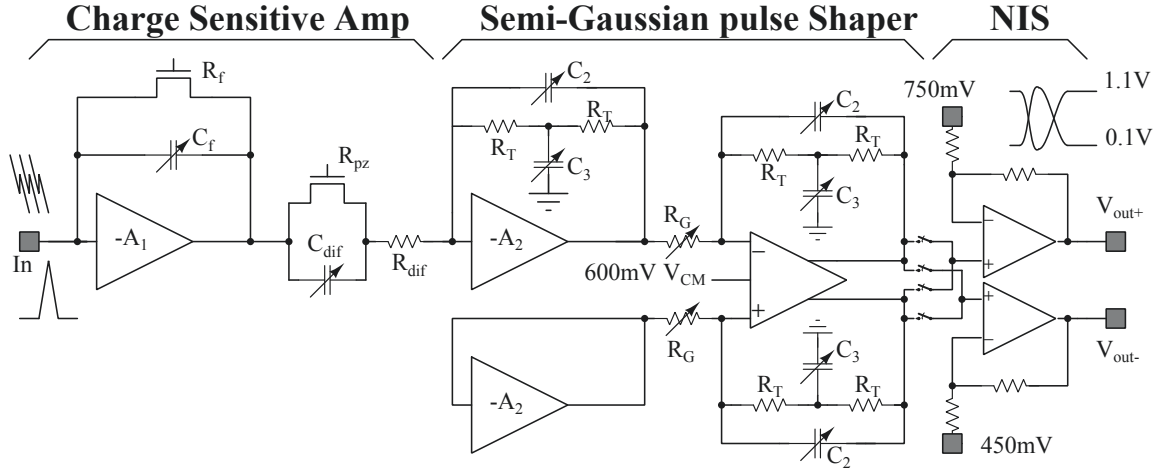 Charge Sensitive Amp
Semi-Gaussian pulse Shaper
NIS
R_f
C_f
-A_1
In
R_pz
C_dif
R_dif
C_2
R_T
R_T
C_3
-A_2
R_G
600mV V_CM
R_G
-A_2
C_2
R_T
R_T
C_3
−
+
C_3
R_T
R_T
C_2
750mV
1.1V
0.1V
−
+
V_out+
+
−
V_out-
450mV